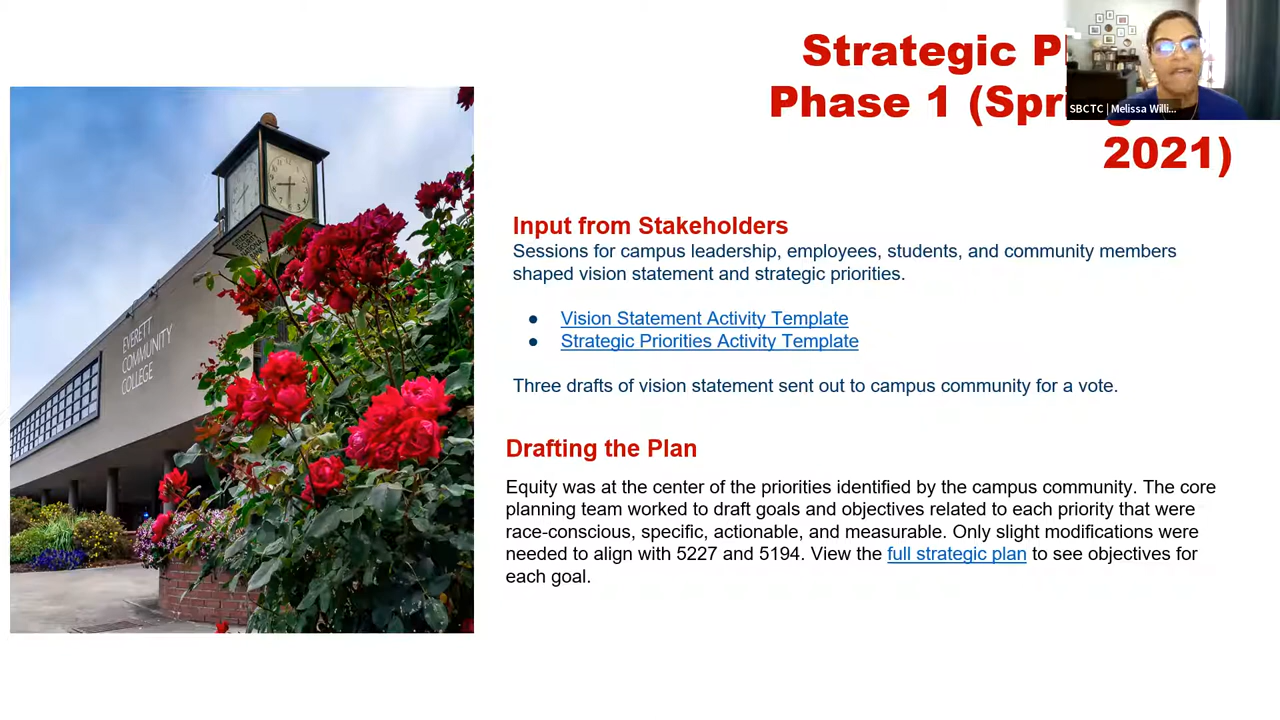 Strategic P
Phase 1 (Spring
2021)
SBCTC | Melissa Willi...
EVERETT
COMMUNITY
COLLEGE
Input from Stakeholders
Sessions for campus leadership, employees, students, and community members
shaped vision statement and strategic priorities.
● Vision Statement Activity Template
● Strategic Priorities Activity Template
Three drafts of vision statement sent out to campus community for a vote.
Drafting the Plan
Equity was at the center of the priorities identified by the campus community. The core
planning team worked to draft goals and objectives related to each priority that were
race-conscious, specific, actionable, and measurable. Only slight modifications were
needed to align with 5227 and 5194. View the full strategic plan to see objectives for
each goal.